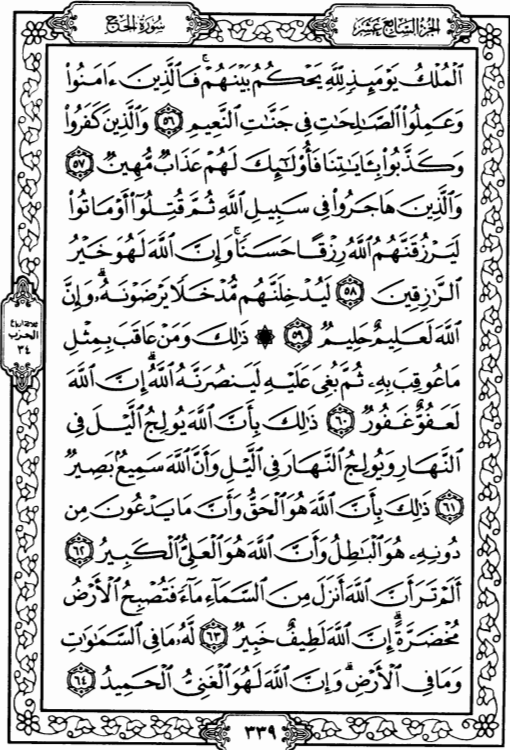 الجزء السابع عشر
سورة الحج
ٱلْمُلْكُ يَوْمَئِذٍ لِّلَّهِ يَحْكُمُ بَيْنَهُمْ ۚ فَٱلَّذِينَ ءَامَنُوا۟
وَعَمِلُوا۟ ٱلصَّٰلِحَٰتِ فِى جَنَّٰتِ ٱلنَّعِيمِ ٥٦ وَٱلَّذِينَ كَفَرُوا۟
وَكَذَّبُوا۟ بِـَٔايَٰتِنَا فَأُو۟لَٰٓئِكَ لَهُمْ عَذَابٌ مُّهِينٌ ٥٧
وَٱلَّذِينَ هَاجَرُوا۟ فِى سَبِيلِ ٱللَّهِ ثُمَّ قُتِلُوٓا۟ أَوْ مَاتُوا۟
لَيَرْزُقَنَّهُمُ ٱللَّهُ رِزْقًا حَسَنًا ۚ وَإِنَّ ٱللَّهَ لَهُوَ خَيْرُ
ٱلرَّٰزِقِينَ ٥٨ لَيُدْخِلَنَّهُم مُّدْخَلًا يَرْضَوْنَهُۥ ۗ وَإِنَّ
ٱللَّهَ لَعَلِيمٌ حَلِيمٌ ٥٩ ۞ ذَٰلِكَ وَمَنْ عَاقَبَ بِمِثْلِ
مَا عُوقِبَ بِهِۦ ثُمَّ بُغِىَ عَلَيْهِ لَيَنصُرَنَّهُ ٱللَّهُ ۗ إِنَّ ٱللَّهَ
لَعَفُوٌّ غَفُورٌ ٦٠ ذَٰلِكَ بِأَنَّ ٱللَّهَ يُولِجُ ٱلَّيْلَ فِى
ٱلنَّهَارِ وَيُولِجُ ٱلنَّهَارَ فِى ٱلَّيْلِ وَأَنَّ ٱللَّهَ سَمِيعٌۢ بَصِيرٌ
٦١ ذَٰلِكَ بِأَنَّ ٱللَّهَ هُوَ ٱلْحَقُّ وَأَنَّ مَا يَدْعُونَ مِن
دُونِهِۦ هُوَ ٱلْبَٰطِلُ وَأَنَّ ٱللَّهَ هُوَ ٱلْعَلِىُّ ٱلْكَبِيرُ ٦٢
أَلَمْ تَرَ أَنَّ ٱللَّهَ أَنزَلَ مِنَ ٱلسَّمَآءِ مَآءً فَتُصْبِحُ ٱلْأَرْضُ
مُخْضَرَّةً ۗ إِنَّ ٱللَّهَ لَطِيفٌ خَبِيرٌ ٦٣ لَّهُۥ مَا فِى ٱلسَّمَٰوَٰتِ
وَمَا فِى ٱلْأَرْضِ ۗ وَإِنَّ ٱللَّهَ لَهُوَ ٱلْغَنِىُّ ٱلْحَمِيدُ ٦٤
الحزب
٣٤
٣٣٩